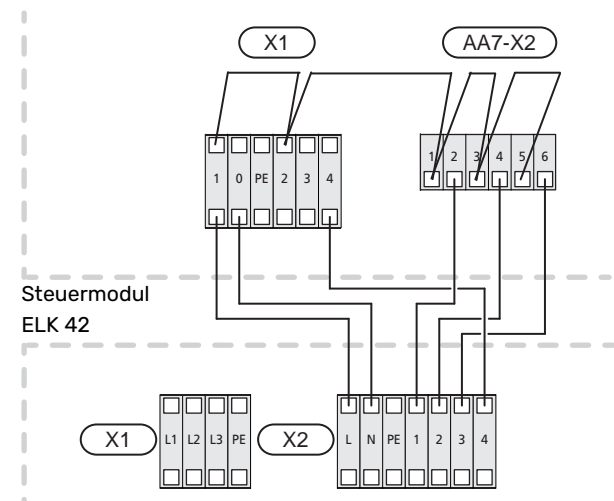 X1
AA7-X2
1 0 PE 2 3 4
1 2 3 4 5 6
Steuermodul
ELK 42
X1
L1 L2 L3 PE
X2
L N PE 1 2 3 4